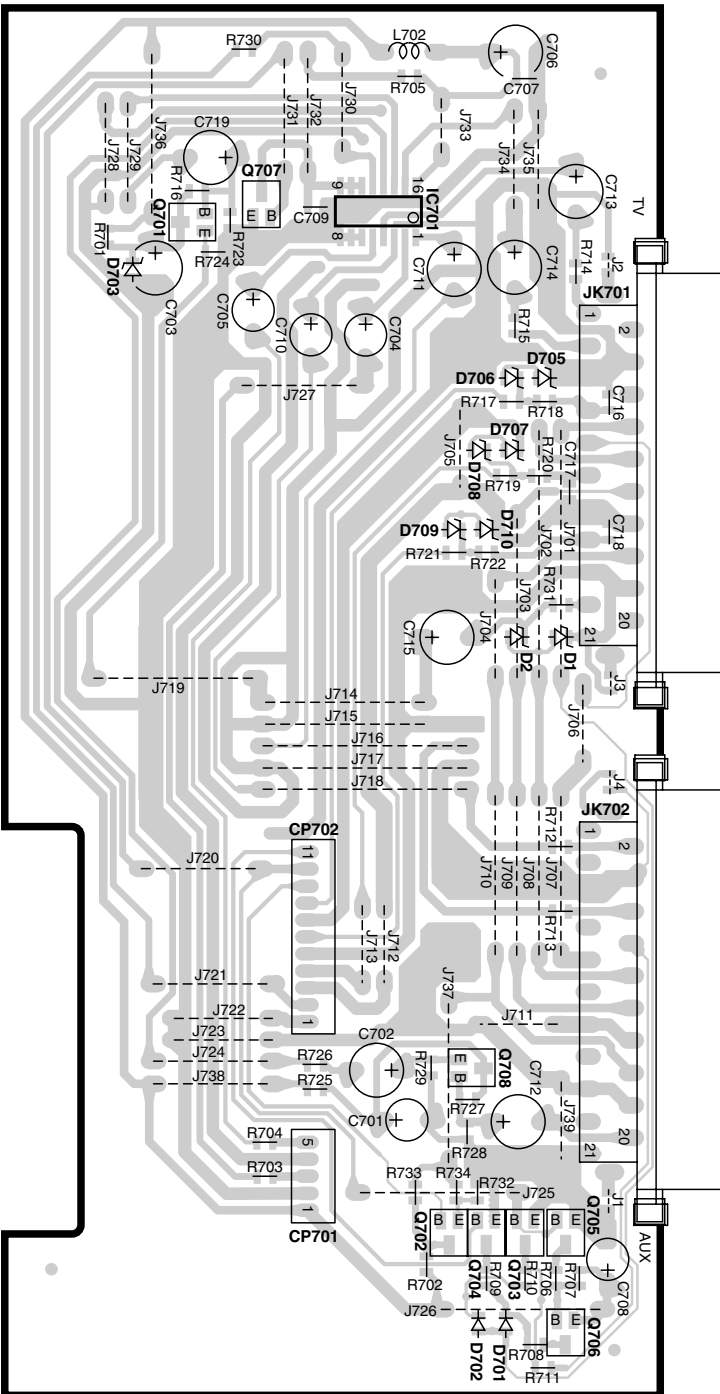 R730
L702
R705
C706
C707
J736
J731
J732
J730
J733
J734
J735
J728
J729
C719
R716
Q707
9
16
IC701
C713
TV
Q701
B
E
E B
C709
8
1
R701
R723
R724
D703
C703
C711
C714
R714
J2
JK701
C705
C710
C704
R715
1
2
D706
D705
J727
R717
R718
C716
D707
J705
D708
R720
C717
R719
D709
D710
R721
R722
J702
J701
C718
J703
R731
J704
20
C715
D2
D1
21
J719
J714
J3
J715
J706
J716
J717
J718
J4
JK702
CP702
11
R712
1
2
J720
J710
J709
J708
J707
J713
J712
R713
J721
J737
J722
1
J711
J723
C702
J724
R726
R729
E
B
Q708
C712
J738
R725
R727
J739
C701
20
R704
5
R728
21
R703
R733
R734
R732
J725
J1
1
CP701
Q702
B E
B E
B E
B E
Q705
AUX
R702
Q704
R709
Q703
R710
R706
R707
C708
J726
D702
D701
R708
B E
Q706
R711